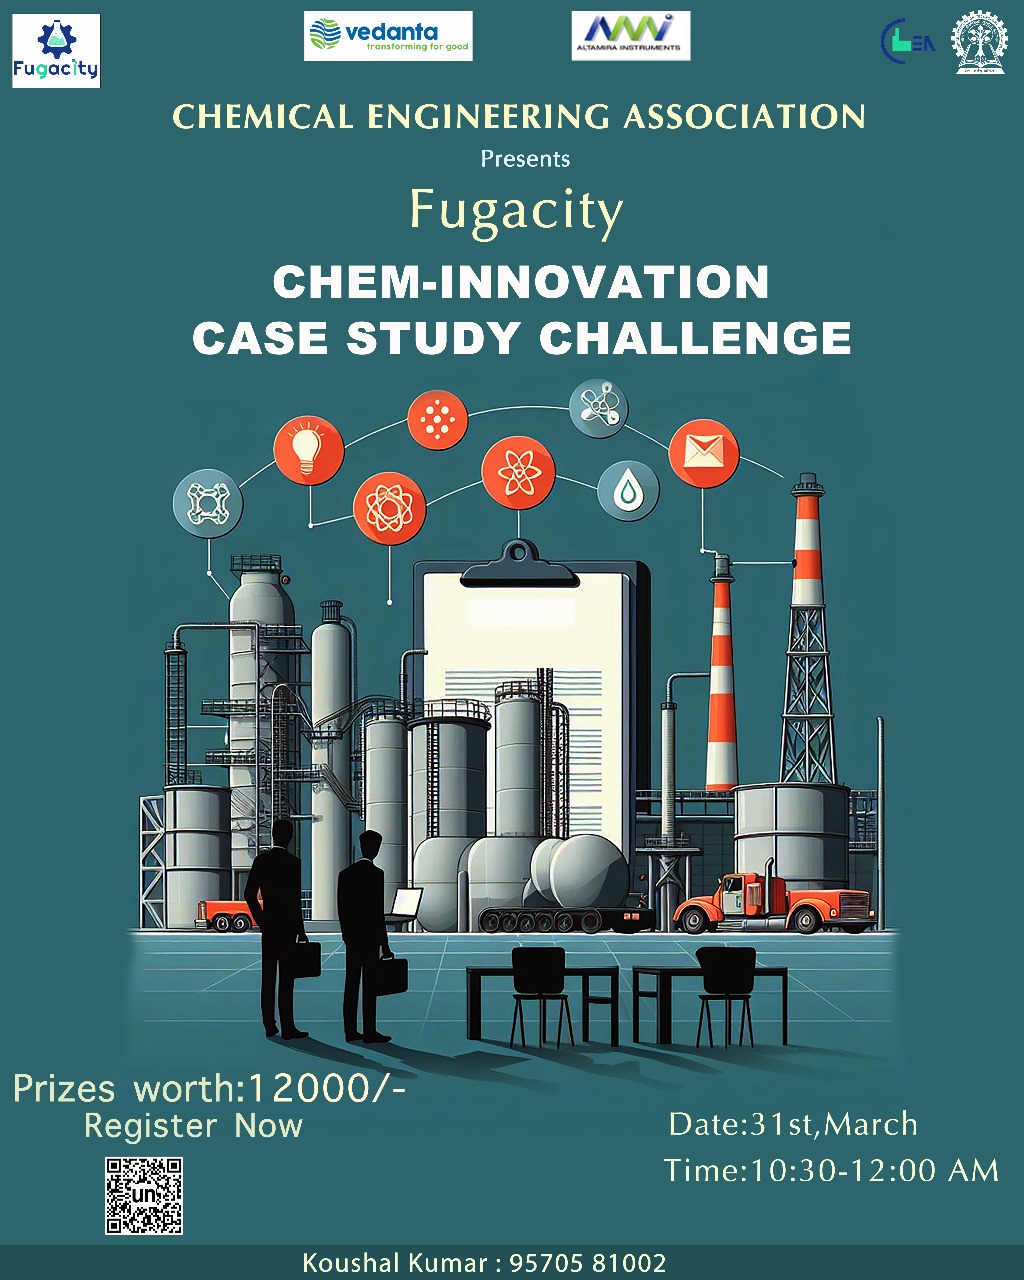 Fugacity
vedanta
transforming for good
ALTAMIRA INSTRUMENTS
CHEMICAL ENGINEERING ASSOCIATION
Presents
Fugacity
CHEM-INNOVATION
CASE STUDY CHALLENGE
Prizes worth:12000/-
Register Now
un
Date:31st,March
Time:10:30-12:00 AM
Koushal Kumar : 95705 81002